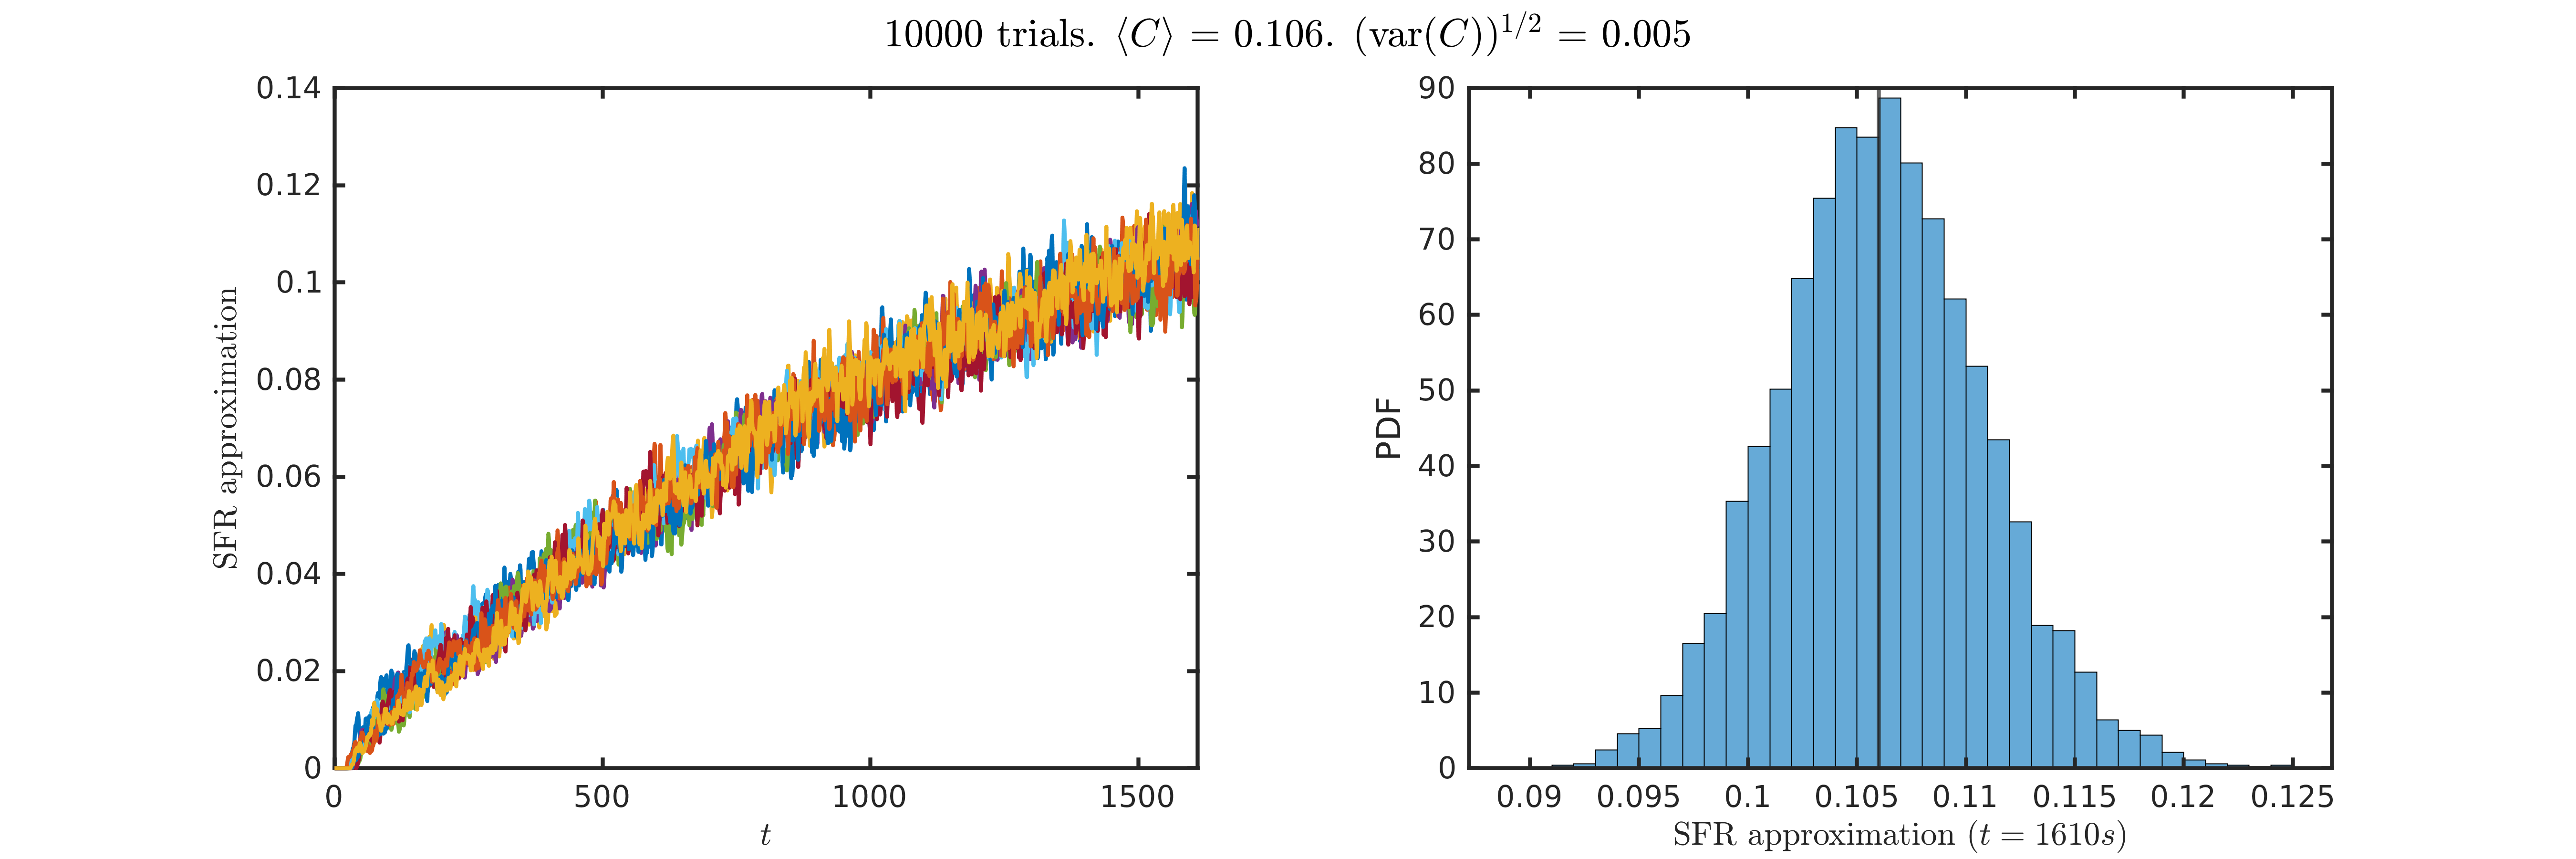 10000 trials. ⟨C⟩ = 0.106. (var(C))^{1/2} = 0.005
0.14
0.12
0.1
0.08
0.06
0.04
0.02
0
SFR approximation
0 500 1000 1500
t
90
80
70
60
50
40
30
20
10
0
PDF
0.09 0.095 0.1 0.105 0.11 0.115 0.12 0.125
SFR approximation (t = 1610s)